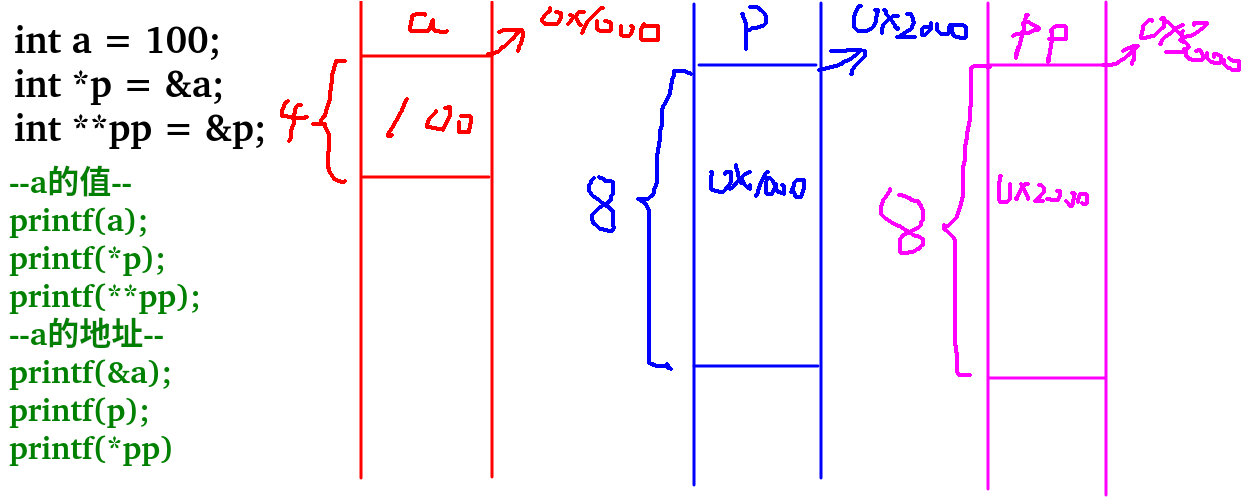 int a = 100;
int *p = &a;
int **pp = &p;
--a的值--
printf(a);
printf(*p);
printf(**pp);
--a的地址--
printf(&a);
printf(p);
printf(*pp)
a
0x1000
4
100
p
0x2000
8
0x1000
pp
8
0x2000